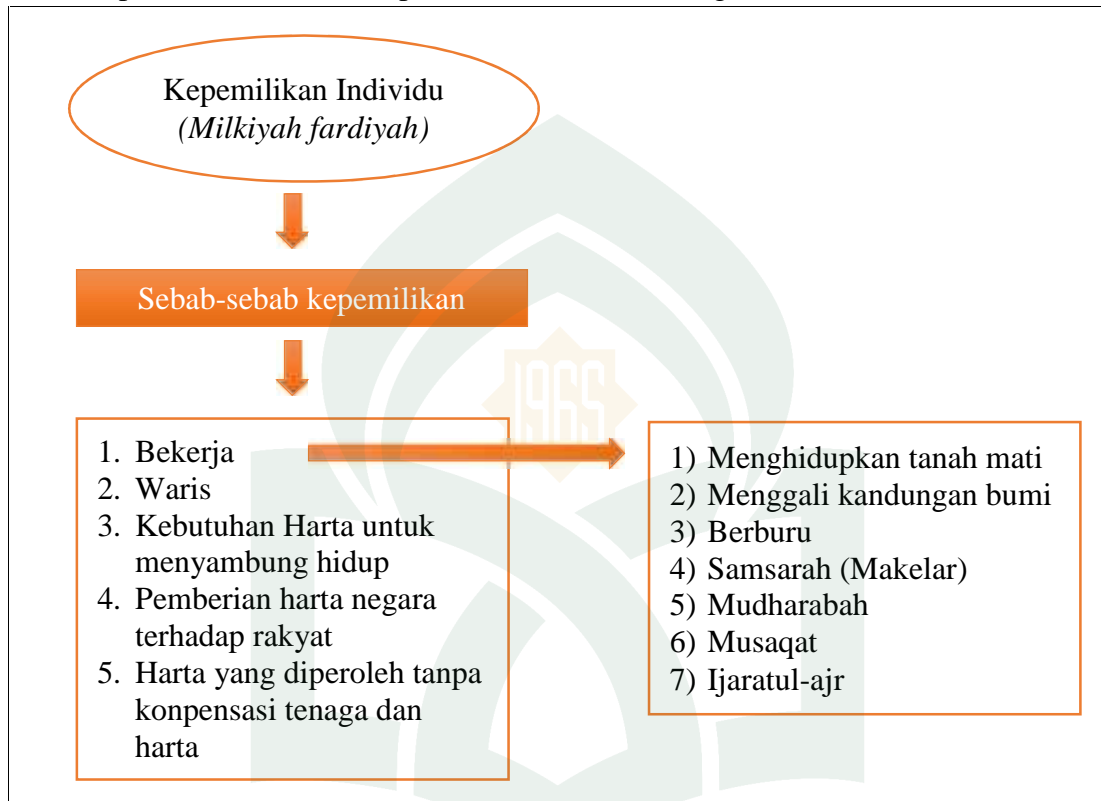 Kepemilikan Individu
(Milkiyah fardiyah)
Sebab-sebab kepemilikan
1. Bekerja
2. Waris
3. Kebutuhan Harta untuk
menyambung hidup
4. Pemberian harta negara
terhadap rakyat
5. Harta yang diperoleh tanpa
konpensasi tenaga dan
harta
1) Menghidupkan tanah mati
2) Menggali kandungan bumi
3) Berburu
4) Samsarah (Makelar)
5) Mudharabah
6) Musaqat
7) Ijaratul-ajr
1965